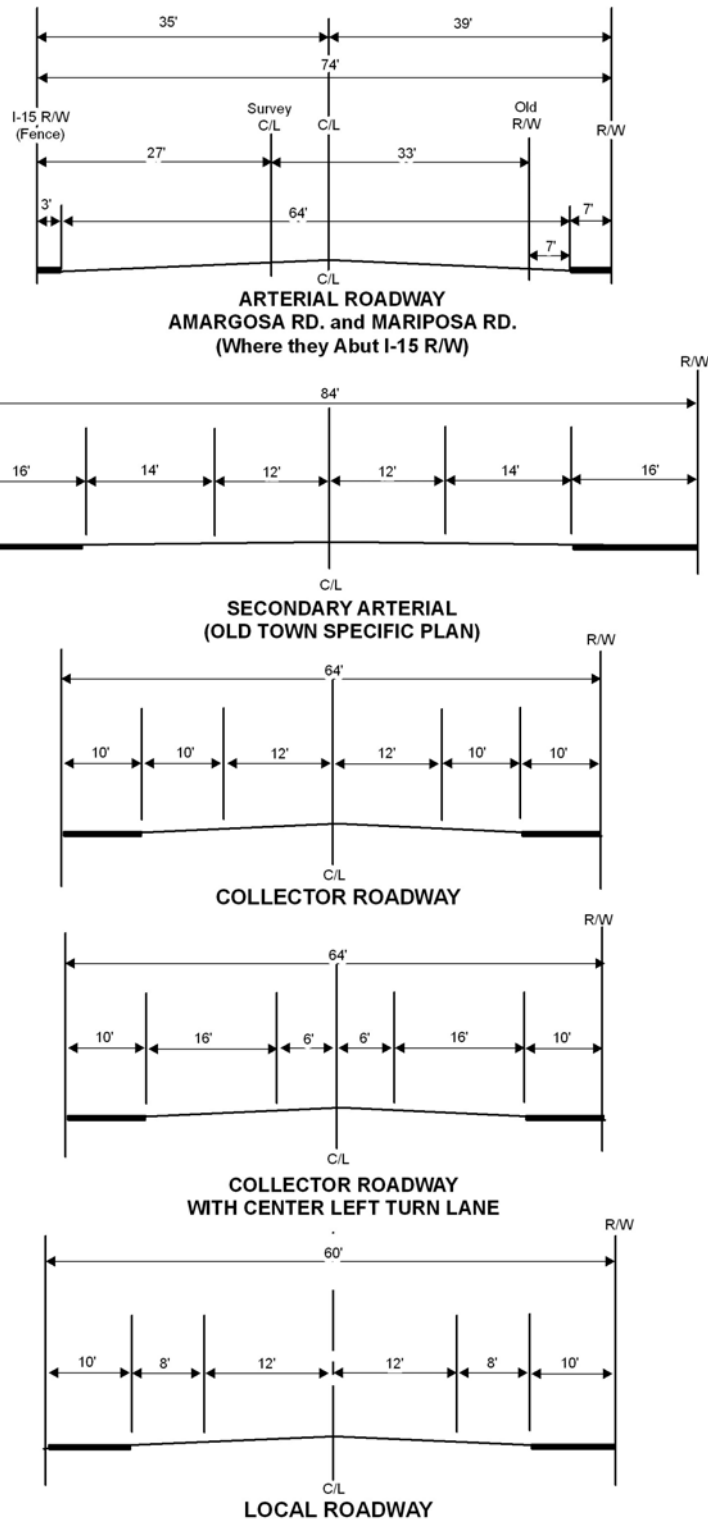 35' 39'
74'
I-15 R/W
(Fence)
Survey
C/L
C/L
Old
R/W
R/W
27' 33'
3' 64' 7'
7'
C/L
ARTERIAL ROADWAY
AMARGOSA RD. and MARIPOSA RD.
(Where they Abut I-15 R/W)
R/W
84'
16' 14' 12' 12' 14' 16'
C/L
SECONDARY ARTERIAL
(OLD TOWN SPECIFIC PLAN)
R/W
64'
10' 10' 12' 12' 10' 10'
C/L
COLLECTOR ROADWAY
R/W
64'
10' 16' 6' 6' 16' 10'
C/L
COLLECTOR ROADWAY
WITH CENTER LEFT TURN LANE
R/W
60'
10' 8' 12' 12' 8' 10'
C/L
LOCAL ROADWAY